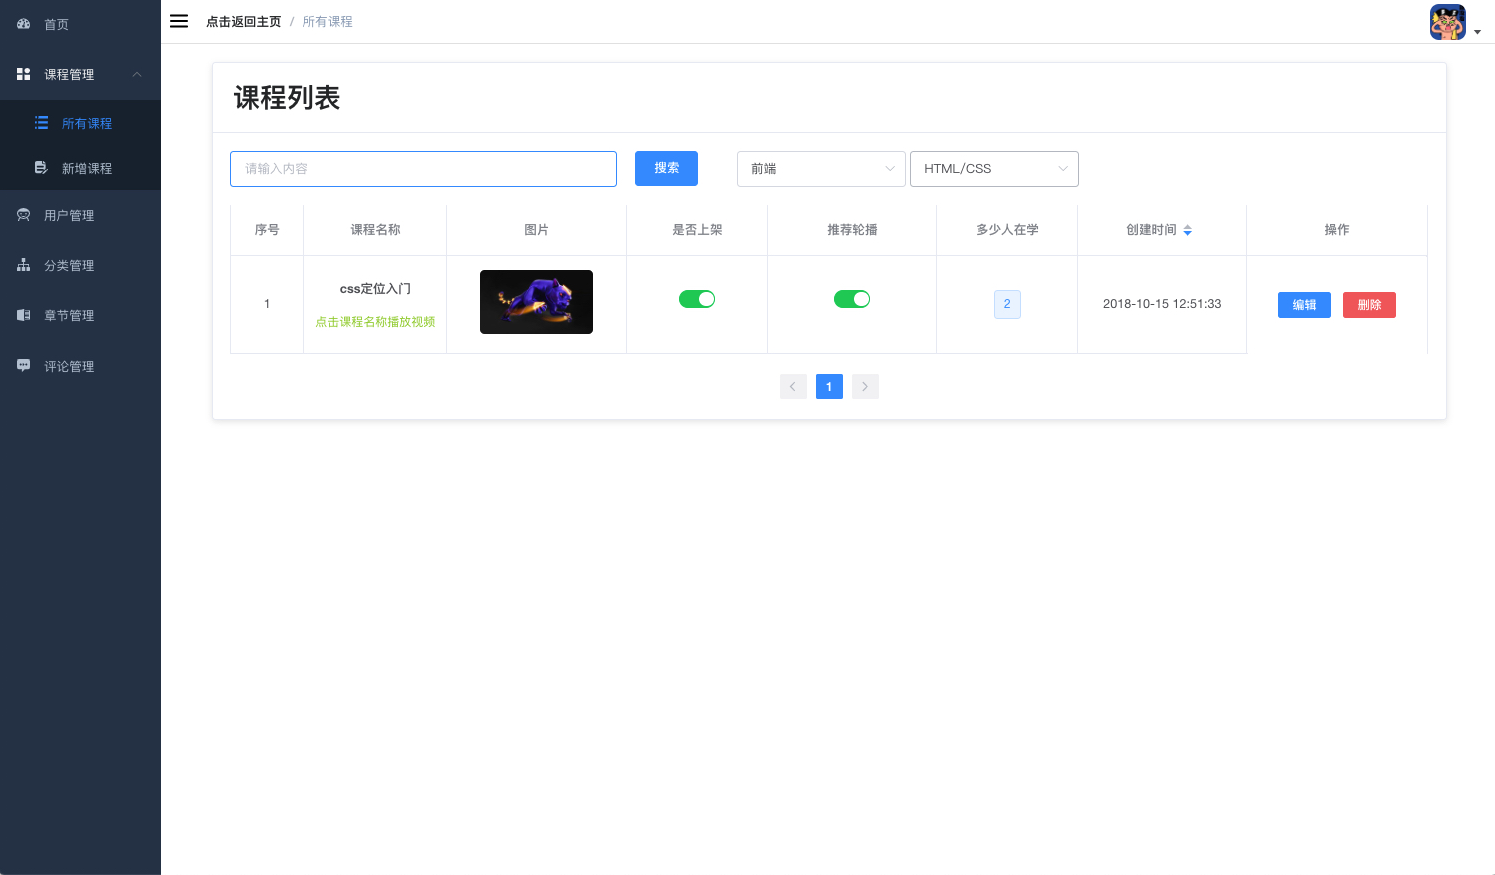 首页
课程管理
所有课程
新增课程
用户管理
分类管理
章节管理
评论管理
点击返回主页 / 所有课程
课程列表
请输入内容 搜索 前端 HTML/CSS
序号 课程名称 图片 是否上架 推荐轮播 多少人在学 创建时间 操作
1 css定位入门 2 2018-10-15 12:51:33 编辑 删除
点击课程名称播放视频
1